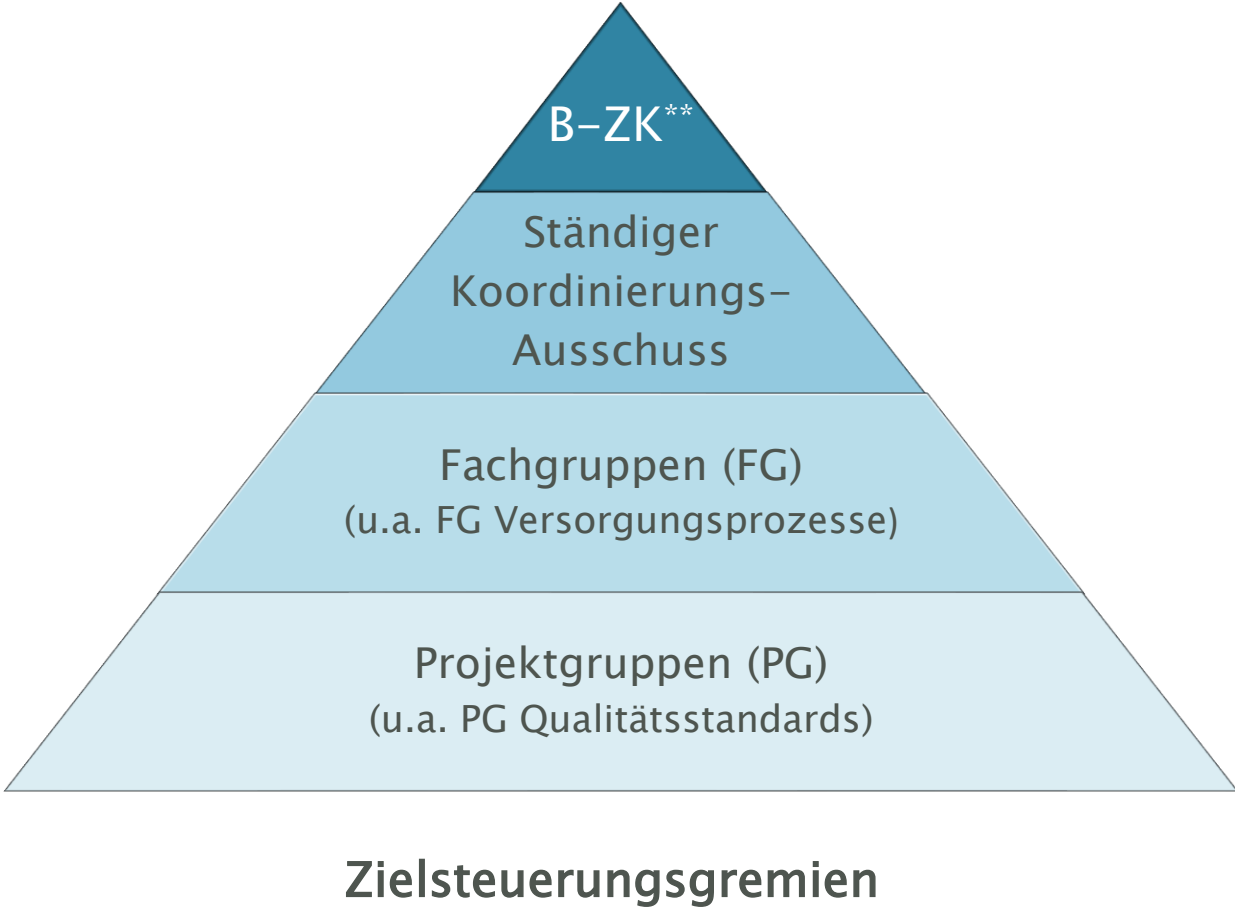 B-ZK**
Ständiger
Koordinierungs-
Ausschuss
Fachgruppen (FG)
(u.a. FG Versorgungsprozesse)
Projektgruppen (PG)
(u.a. PG Qualitätsstandards)
Zielsteuerungsgremien